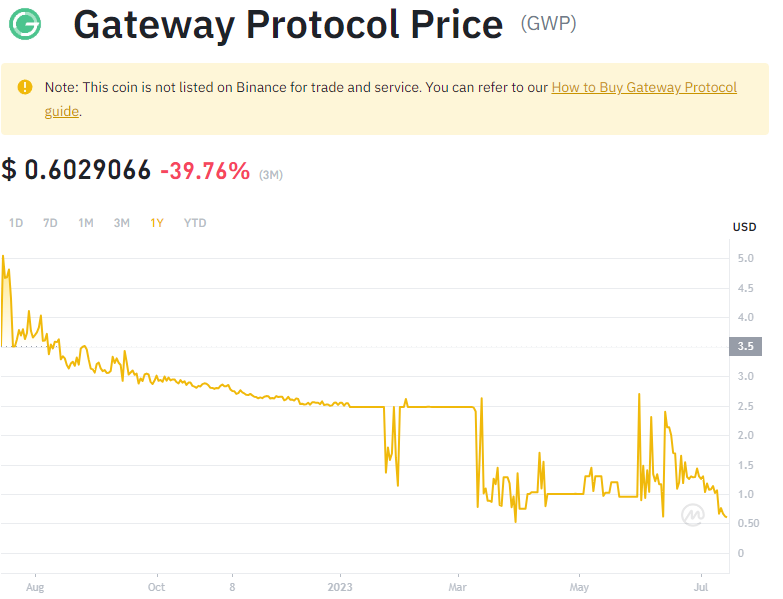 Gateway Protocol Price (GWP)
Note: This coin is not listed on Binance for trade and service. You can refer to our How to Buy Gateway Protocol
guide.
$ 0.6029066 -39.76% (3M)
1D 7D 1M 3M 1Y YTD
USD
5.0
4.5
4.0
3.5
3.0
2.5
2.0
1.5
1.0
0.50
0
Aug Oct 8 2023 Mar May Jul